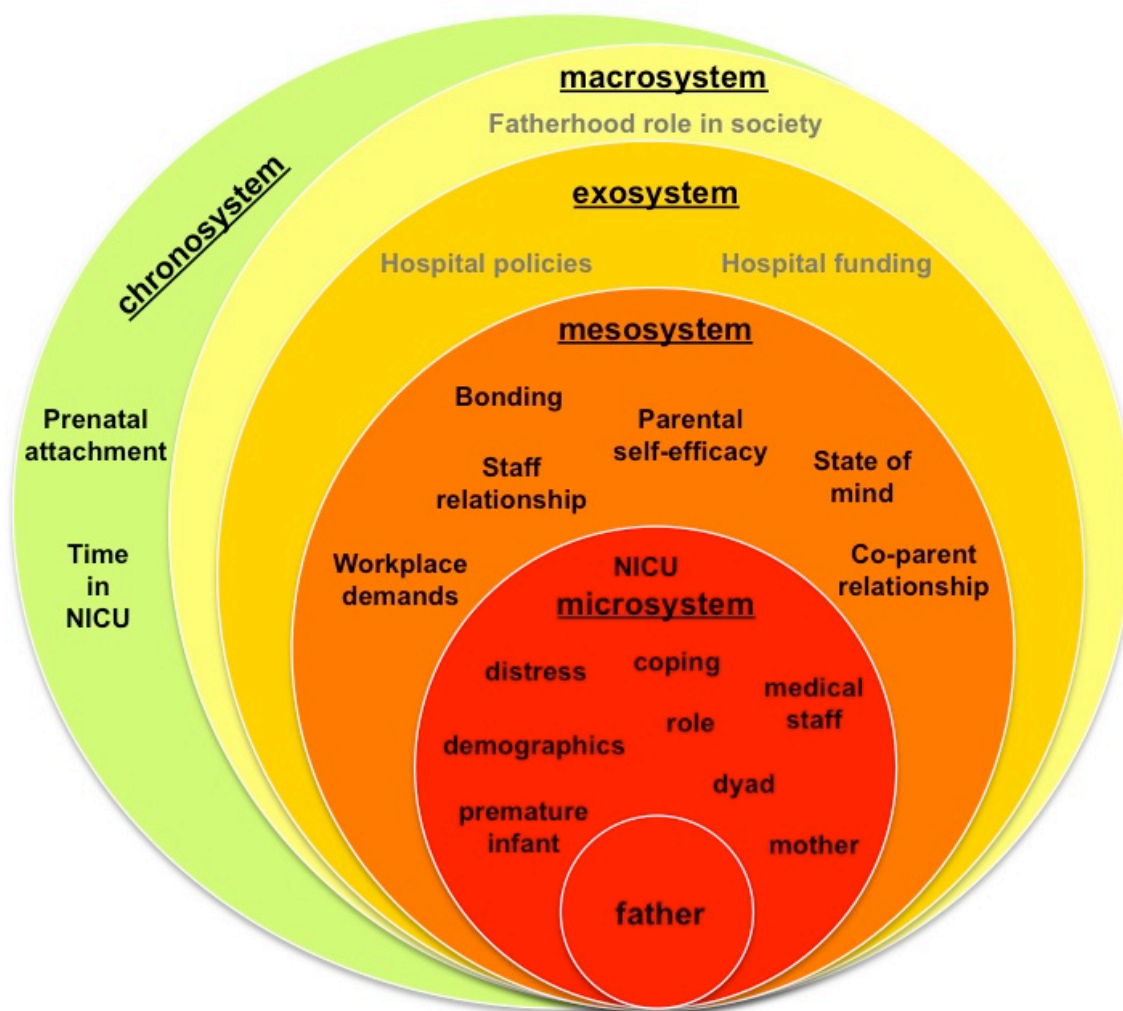 macrosystem
Fatherhood role in society
chronosystem
exosystem
Hospital policies
Hospital funding
mesosystem
Bonding
Parental
self-efficacy
Staff
relationship
State of
mind
Workplace
demands
Co-parent
relationship
Prenatal
attachment
Time
in
NICU
NICU
microsystem
distress
coping
medical
staff
role
demographics
dyad
premature
infant
mother
father